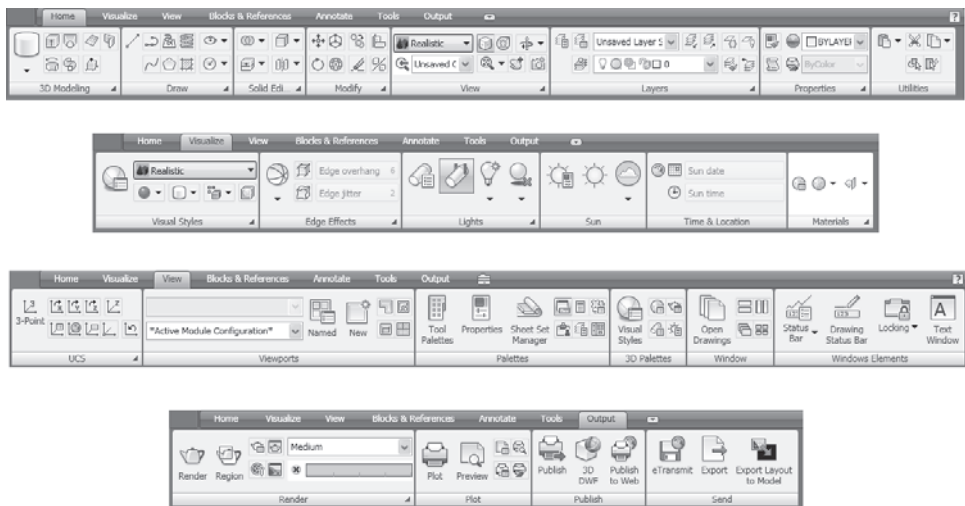 Home Visualize View Blocks & References Annotate Tools Output
Realistic Unsaved Layer S BYLAYER
Unsaved C 0 ByColor
3D Modeling Draw Solid Edi... Modify View Layers Properties Utilities
Home Visualize View Blocks & References Annotate Tools Output
Realistic Edge overhang 6 Sun date
Edge jitter 2 Sun time
Visual Styles Edge Effects Lights Sun Time & Location Materials
Home Visualize View Blocks & References Annotate Tools Output
3-Point *Active Module Configuration* Named New Tool Palettes Properties Sheet Set Manager Visual Styles Open Drawings Status Bar Drawing Status Bar Locking Text Window
UCS Viewports Palettes 3D Palettes Window Windows Elements
Home Visualize View Blocks & References Annotate Tools Output
Medium
Render Region Plot Preview Publish 3D DWF Publish to Web eTransmit Export Export Layout to Model
Render Plot Publish Send